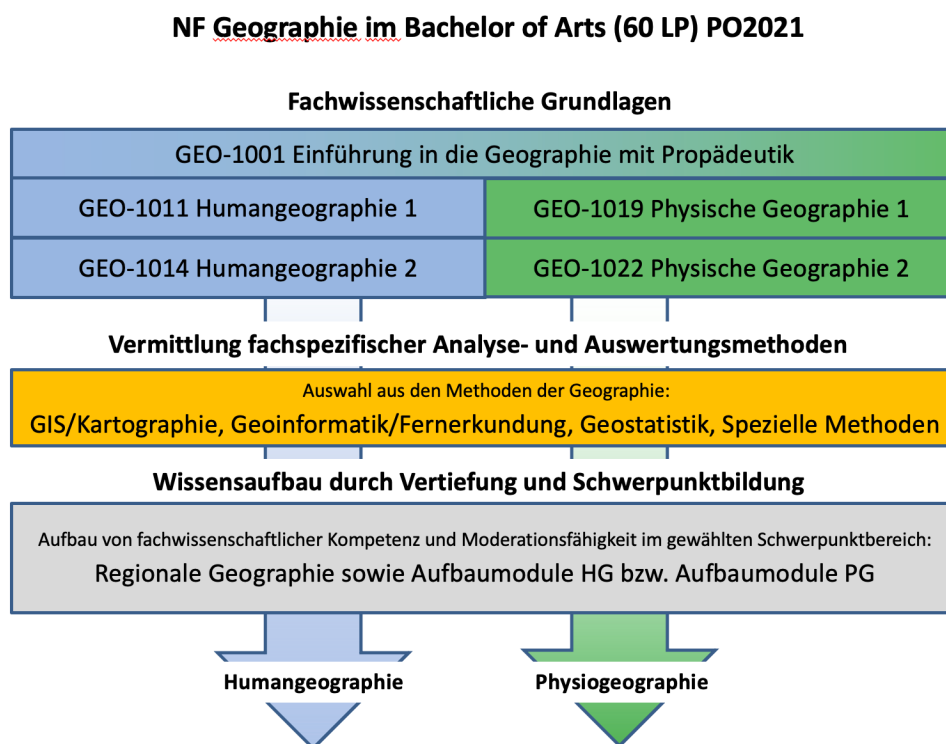 NF Geographie im Bachelor of Arts (60 LP) PO2021
Fachwissenschaftliche Grundlagen
GEO-1001 Einführung in die Geographie mit Propädeutik
GEO-1011 Humangeographie 1
GEO-1019 Physische Geographie 1
GEO-1014 Humangeographie 2
GEO-1022 Physische Geographie 2
Vermittlung fachspezifischer Analyse- und Auswertungsmethoden
Auswahl aus den Methoden der Geographie:
GIS/Kartographie, Geoinformatik/Fernerkundung, Geostatistik, Spezielle Methoden
Wissensaufbau durch Vertiefung und Schwerpunktbildung
Aufbau von fachwissenschaftlicher Kompetenz und Moderationsfähigkeit im gewählten Schwerpunktbereich:
Regionale Geographie sowie Aufbaumodule HG bzw. Aufbaumodule PG
Humangeographie
Physiogeographie